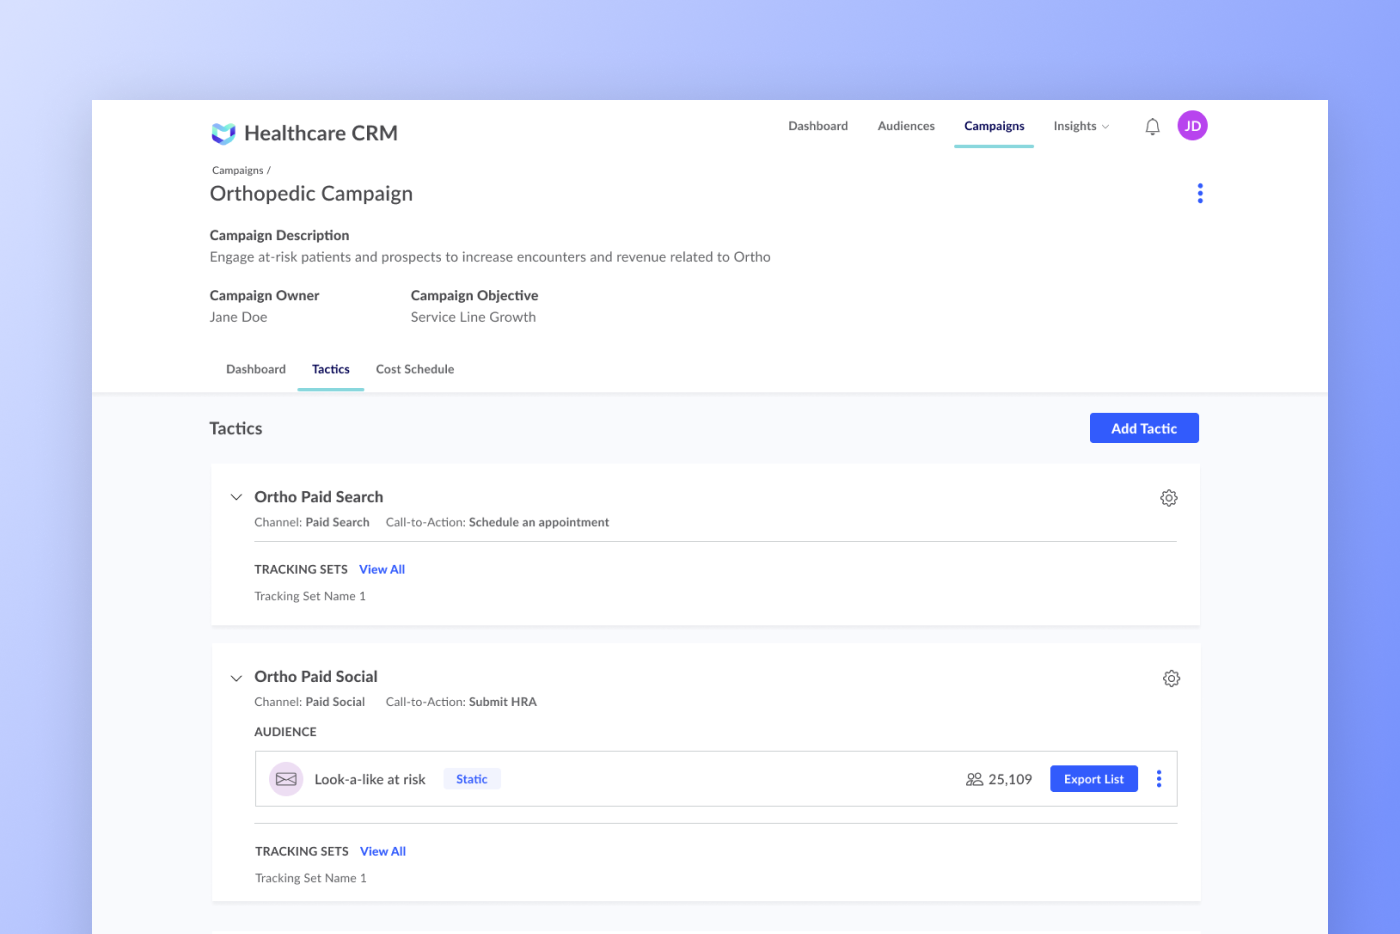 Healthcare CRM
Dashboard Audiences Campaigns Insights JD
Campaigns /
Orthopedic Campaign
Campaign Description
Engage at-risk patients and prospects to increase encounters and revenue related to Ortho
Campaign Owner Campaign Objective
Jane Doe Service Line Growth
Dashboard Tactics Cost Schedule
Tactics Add Tactic
Ortho Paid Search
Channel: Paid Search Call-to-Action: Schedule an appointment
TRACKING SETS View All
Tracking Set Name 1
Ortho Paid Social
Channel: Paid Social Call-to-Action: Submit HRA
AUDIENCE
Look-a-like at risk Static 25,109 Export List
TRACKING SETS View All
Tracking Set Name 1